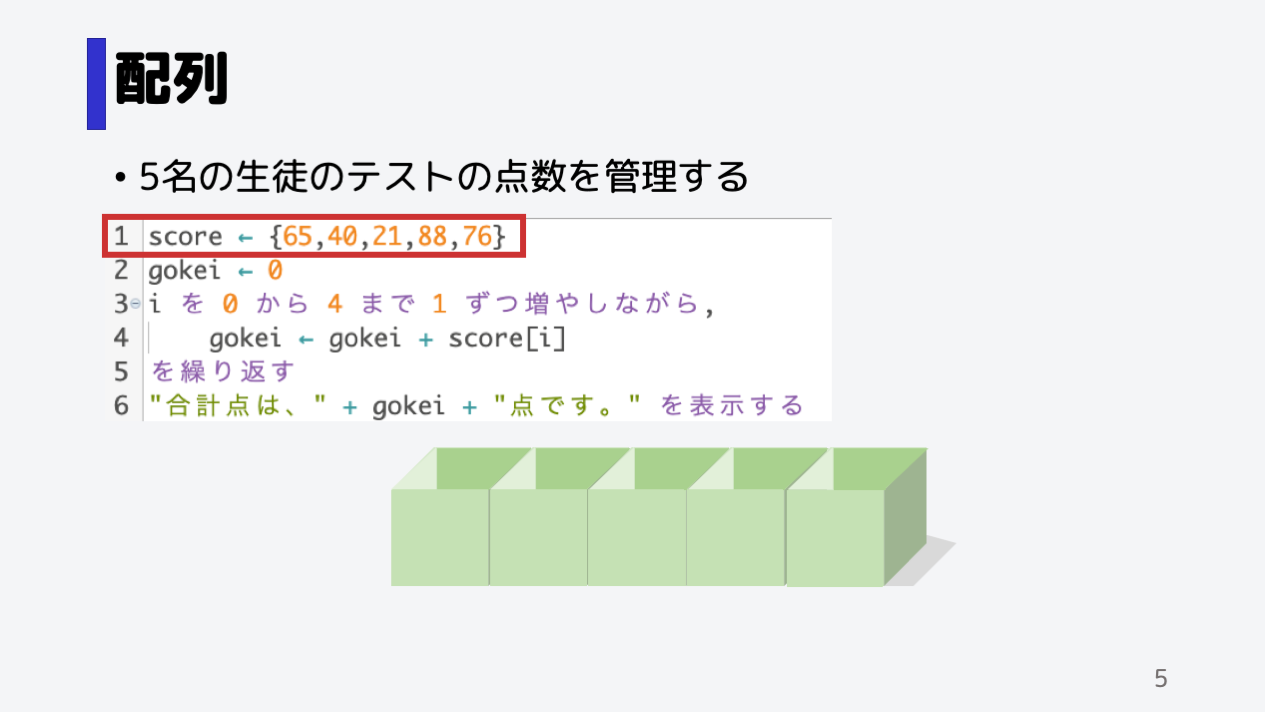 配列
• 5名の生徒のテストの点数を管理する
1 score ← {65,40,21,88,76}
2 gokei ← 0
3 i を 0 から 4 まで 1 ずつ増やしながら,
4 gokei ← gokei + score[i]
5 を繰り返す
6 "合計点は、" + gokei + "点です。" を表示する
5